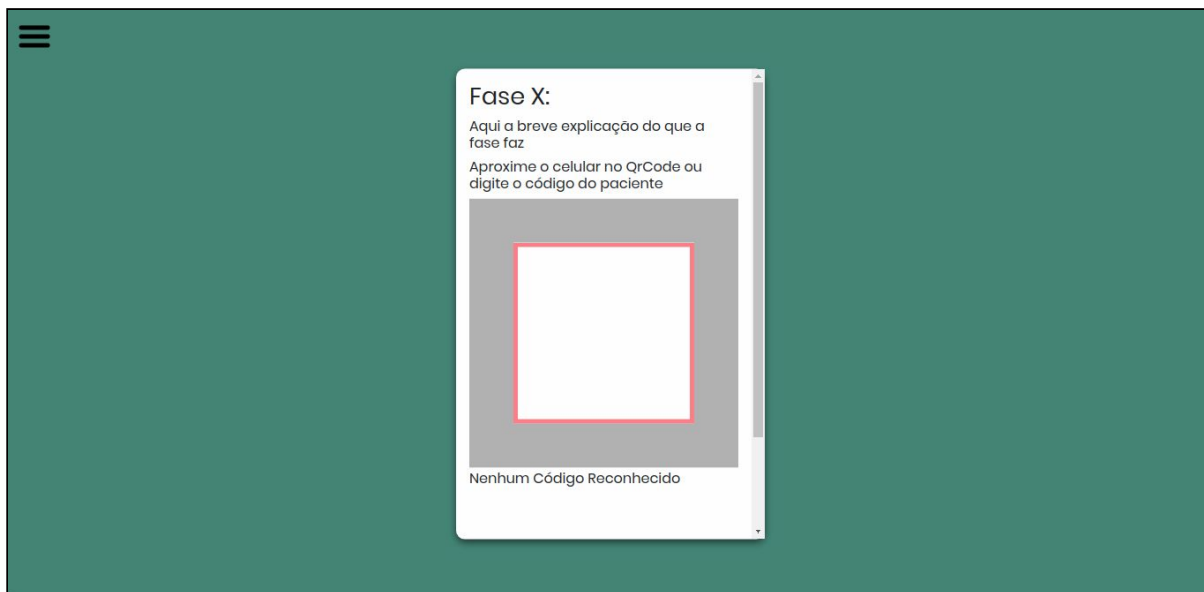 Fase X:
Aqui a breve explicação do que a
fase faz
Aproxime o celular no QrCode ou
digite o código do paciente
Nenhum Código Reconhecido